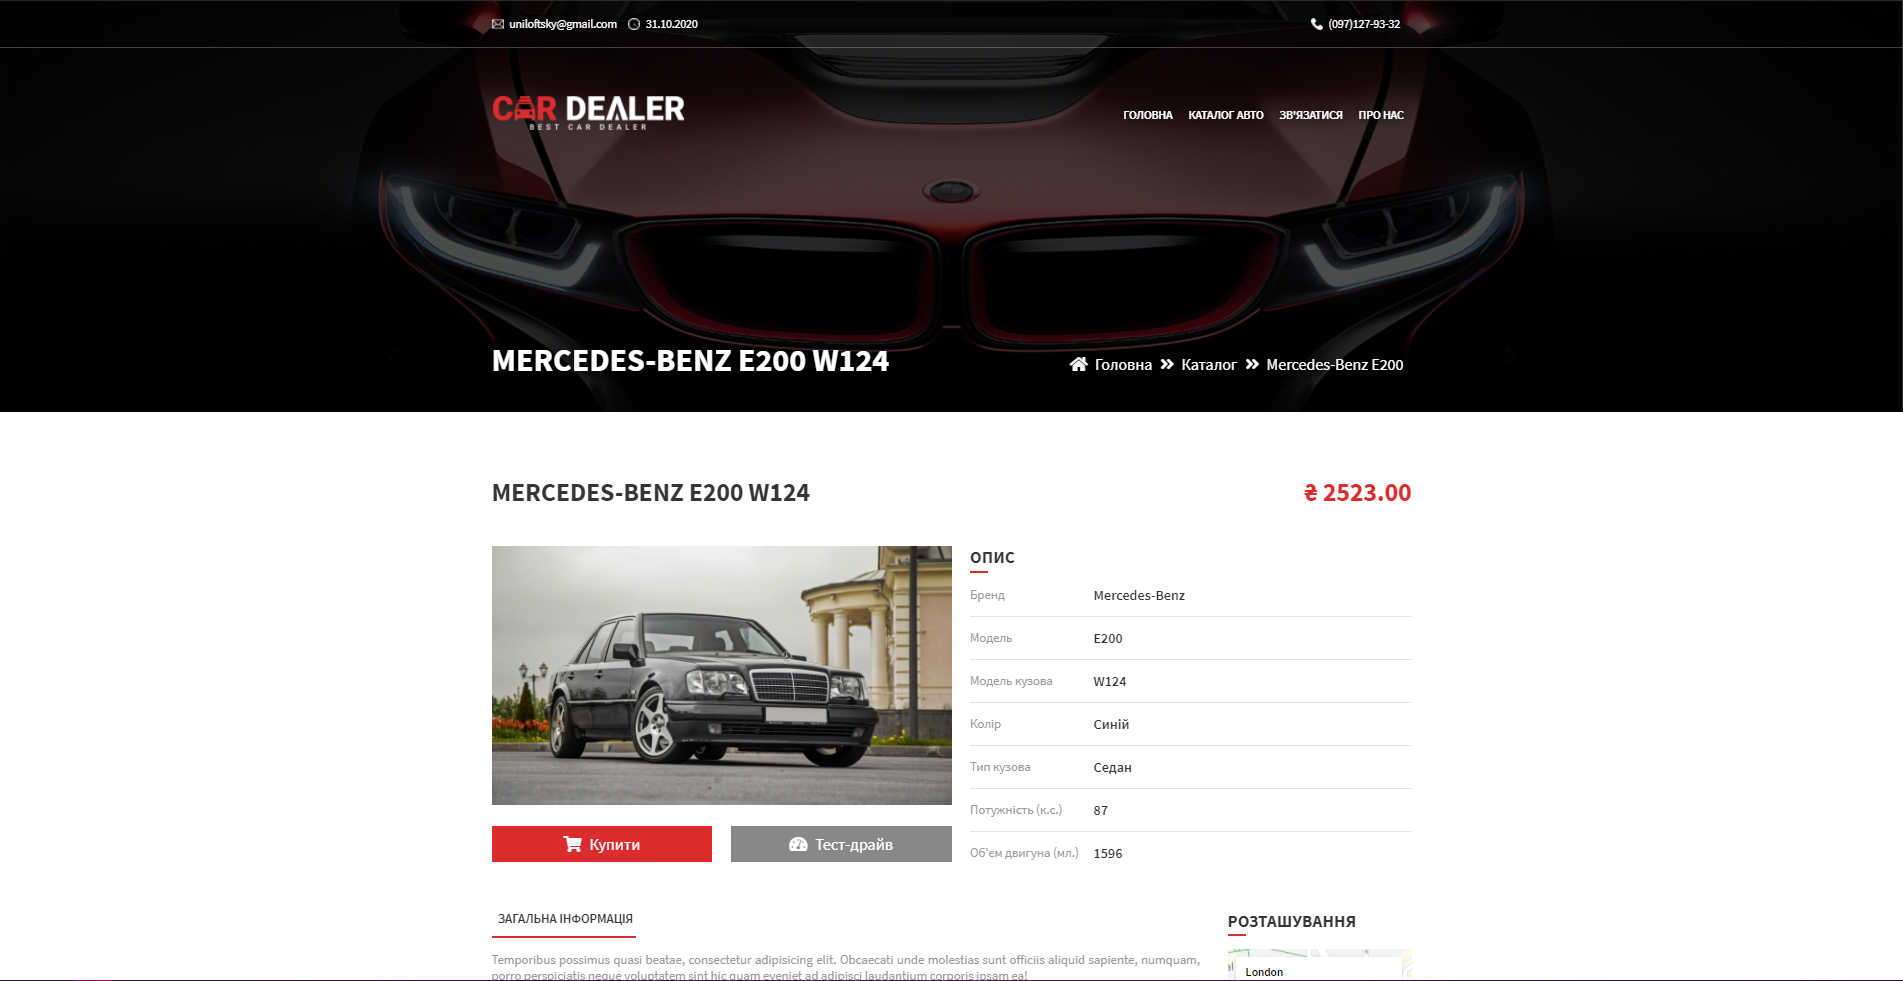 uniloftsky@gmail.com 31.10.2020 (097)127-93-32
CAR DEALER
BEST CAR DEALER
ГОЛОВНА КАТАЛОГ АВТО ЗВ'ЯЗАТИСЯ ПРО НАС
MERCEDES-BENZ E200 W124
Головна Каталог Mercedes-Benz E200
MERCEDES-BENZ E200 W124
₴ 2523.00
ОПИС
Бренд Mercedes-Benz
Модель E200
Модель кузова W124
Колір Синій
Тип кузова Седан
Потужність (к.с.) 87
Об'єм двигуна (мл.) 1596
Купити Тест-драйв
ЗАГАЛЬНА ІНФОРМАЦІЯ
Temporibus possimus quasi beatae, consectetur adipisicing elit. Obcaecati unde molestias sunt officiis aliquid sapiente, numquam,
porro perspiciatis neque voluptatem sint hic quam eveniet ad adipisci laudantium corporis ipsam ea!
РОЗТАШУВАННЯ
London